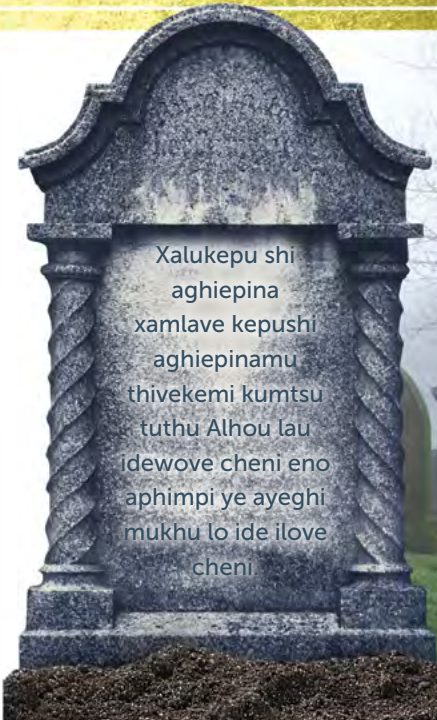 Xalukepu shi
aghiepina
xamlave kepushi
aghiepinamu
thivekemi kumtsu
tuthu Alhou lau
idewove cheni eno
aphimpi ye ayeghi
mukhu lo ide ilove
cheni.